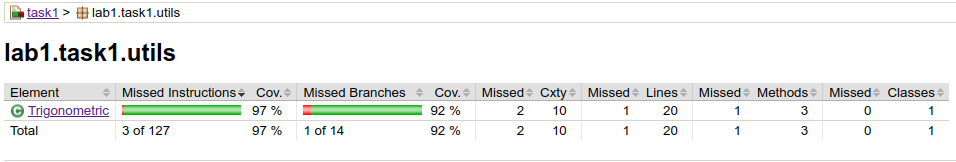 task1 > lab1.task1.utils
lab1.task1.utils
Element Missed Instructions Cov. Missed Branches Cov. Missed Cxty Missed Lines Missed Methods Missed Classes
C Trigonometric 97 % 92 % 2 10 1 20 1 3 0 1
Total 3 of 127 97 % 1 of 14 92 % 2 10 1 20 1 3 0 1